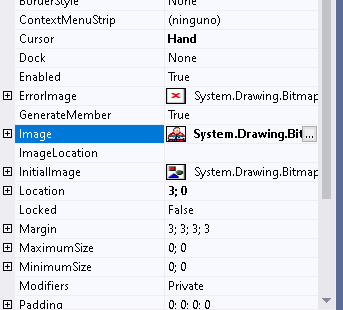 BorderStyle None
ContextMenuStrip (ninguno)
Cursor Hand
Dock None
Enabled True
ErrorImage System.Drawing.Bitmap
GenerateMember True
Image System.Drawing.Bit ...
ImageLocation
InitialImage System.Drawing.Bitmap
Location 3; 0
Locked False
Margin 3; 3; 3; 3
MaximumSize 0; 0
MinimumSize 0; 0
Modifiers Private
Padding 0; 0; 0; 0